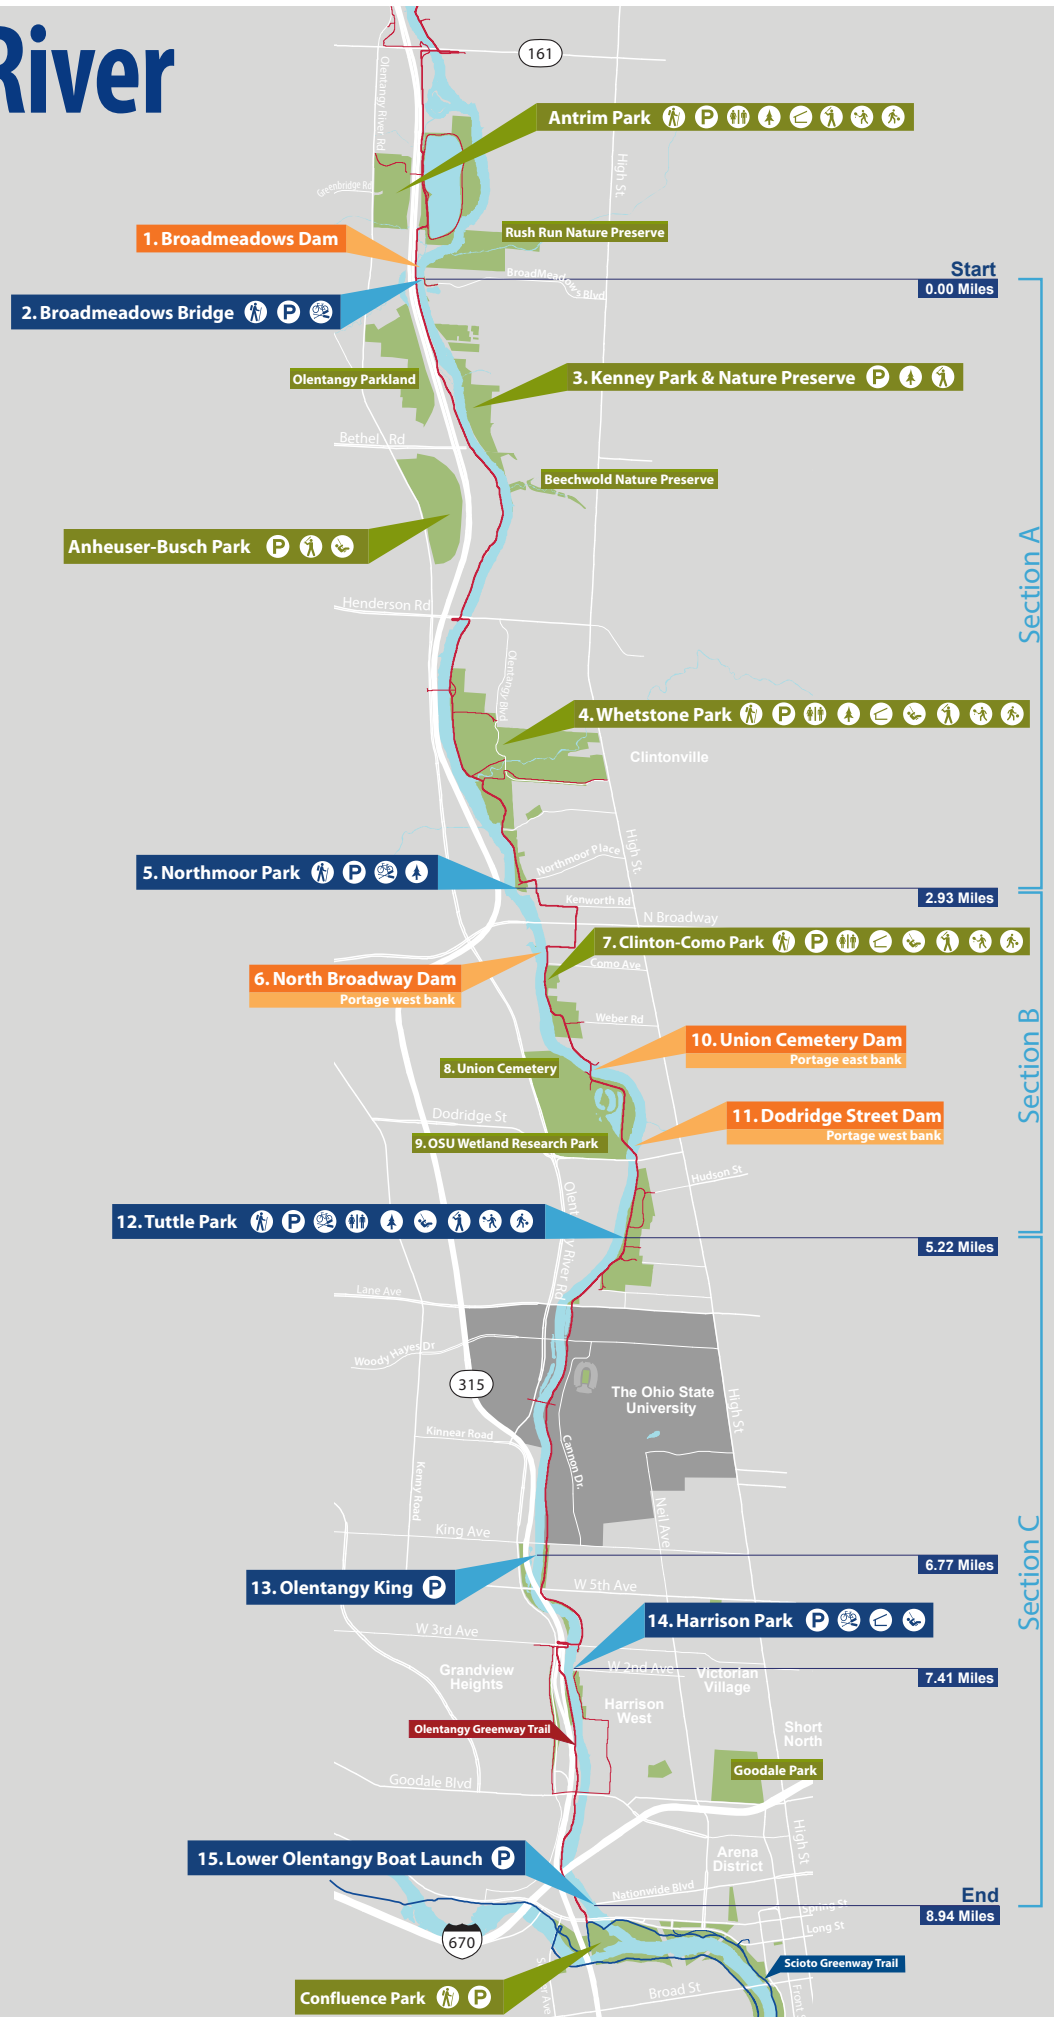 River
161
Olentangy River Rd
Antrim Park P
High St.
Greenbridge Rd
Rush Run Nature Preserve
1. Broadmeadows Dam
BroadMeadows Blvd
Start
0.00 Miles
2. Broadmeadows Bridge P
Olentangy Parkland
3. Kenney Park & Nature Preserve P
Bethel Rd
Beechwold Nature Preserve
Anheuser-Busch Park P
Section A
Henderson Rd
Olentangy Blvd
4. Whetstone Park P
Clintonville
High St.
Northmoor Place
5. Northmoor Park P
2.93 Miles
Kenworth Rd
N Broadway
7. Clinton-Como Park P
Como Ave
6. North Broadway Dam
Portage west bank
Weber Rd
Section B
10. Union Cemetery Dam
Portage east bank
8. Union Cemetery
Dodridge St
11. Dodridge Street Dam
Portage west bank
9. OSU Wetland Research Park
Hudson St
12. Tuttle Park P
Olentangy River Rd
5.22 Miles
Lane Ave
Woody Hayes Dr
315
The Ohio State
University
High St
Kinnear Road
Cannon Dr.
Kenny Road
Neil Ave
King Ave
Section C
6.77 Miles
13. Olentangy King P
W 5th Ave
14. Harrison Park P
W 3rd Ave
W 2nd Ave
Grandview
Heights
Victorian
Village
7.41 Miles
Harrison
West
Olentangy Greenway Trail
Short
North
Goodale Park
Goodale Blvd
High St
15. Lower Olentangy Boat Launch P
Arena
District
Nationwide Blvd
End
8.94 Miles
Spring St
Long St
670
Scioto Greenway Trail
Confluence Park P
Broad St
Front